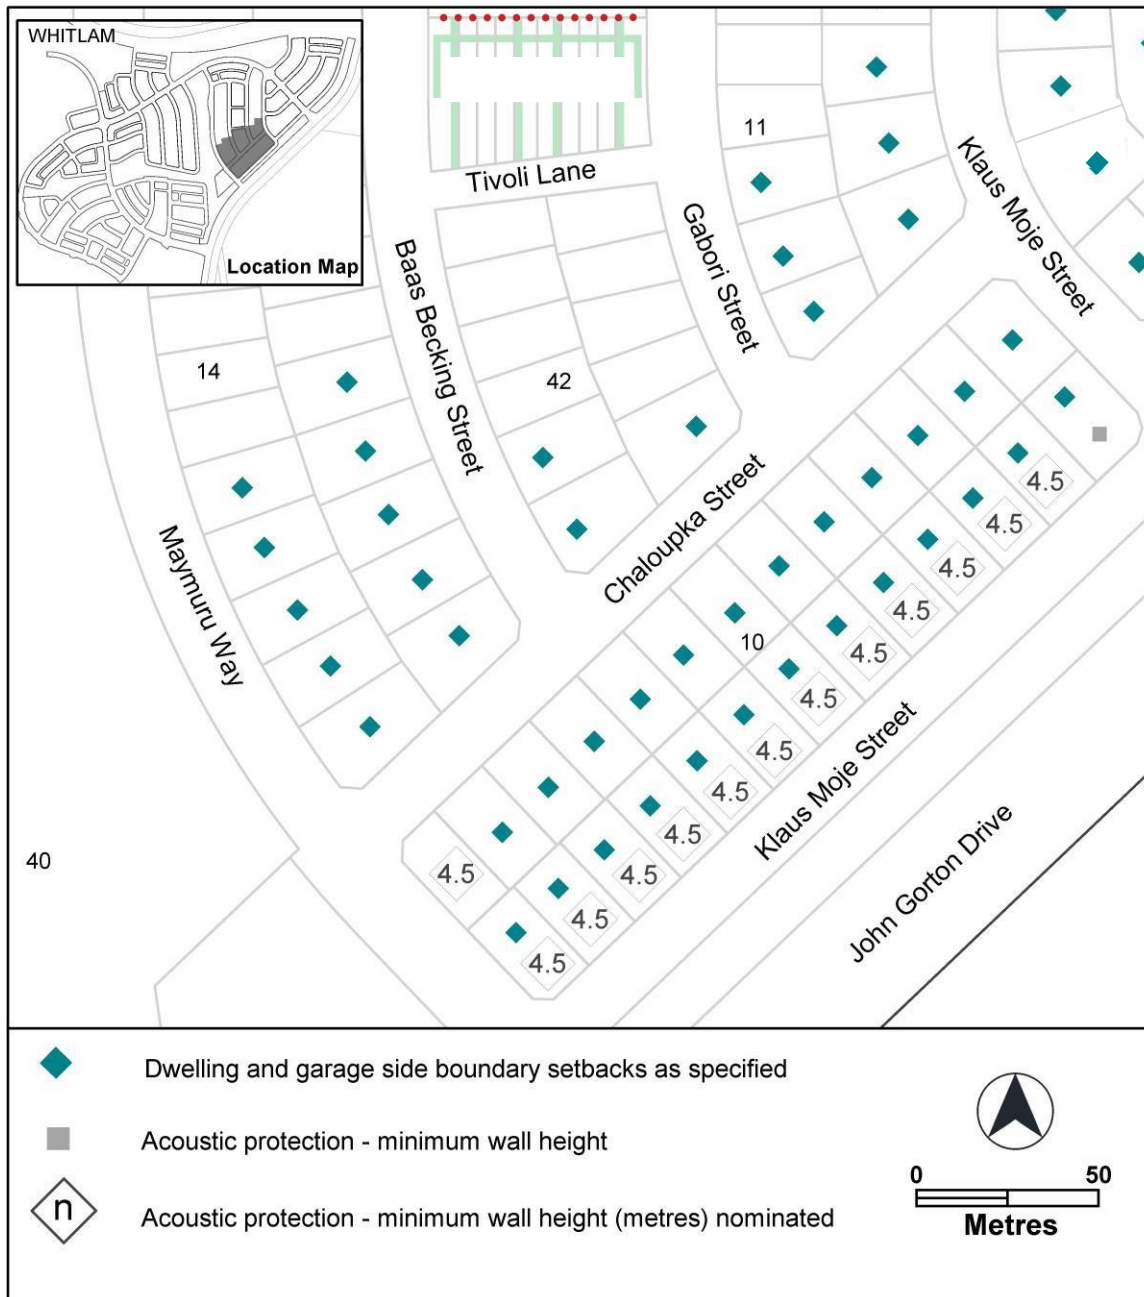 WHITLAM
Location Map
Tivoli Lane
11
Klaus Moje Street
Gabori Street
Baas Becking Street
14
42
Chaloupka Street
4.5
4.5
4.5
Maymuru Way
4.5
4.5
10
4.5
4.5
4.5
4.5
Klaus Moje Street
4.5
4.5
4.5
40
4.5
4.5
John Gorton Drive
Dwelling and garage side boundary setbacks as specified
Acoustic protection - minimum wall height
n
Acoustic protection - minimum wall height (metres) nominated
0 50
Metres